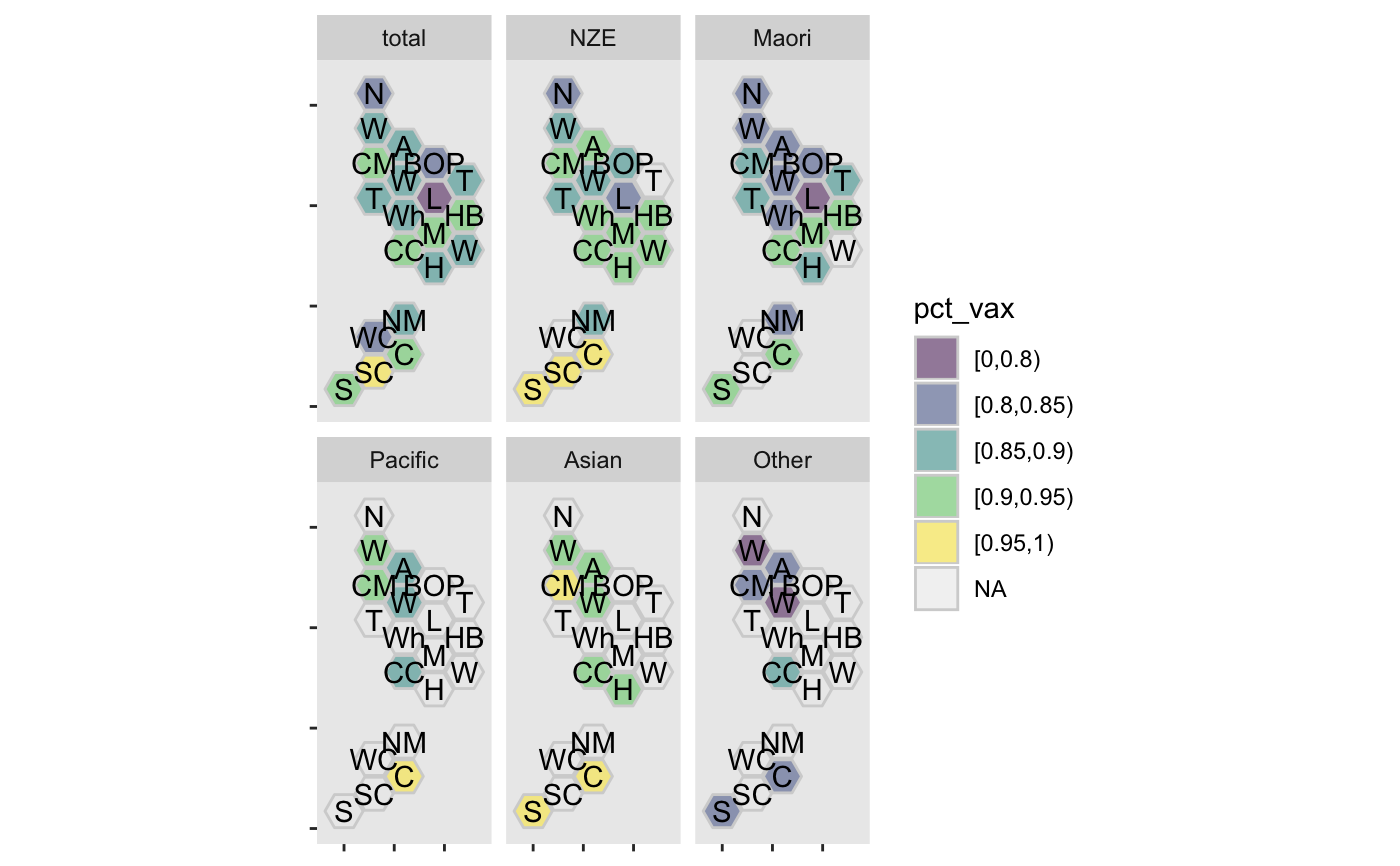 total NZE Maori
N N N
W W W
A A A
CM BOP CM BOP CM BOP
W T W T W T
T L T L T L
Wh HB Wh HB Wh HB
M M M
CC W CC W CC W
H H H
NM NM NM
WC WC WC
C C C
SC SC SC
S S S
Pacific Asian Other
N N N
W W W
A A A
CM BOP CM BOP CM BOP
W T W T W T
T L T L T L
Wh HB Wh HB Wh HB
M M M
CC W CC W CC W
H H H
NM NM NM
WC WC WC
C C C
SC SC SC
S S S
pct_vax
[0,0.8)
[0.8,0.85)
[0.85,0.9)
[0.9,0.95)
[0.95,1)
NA